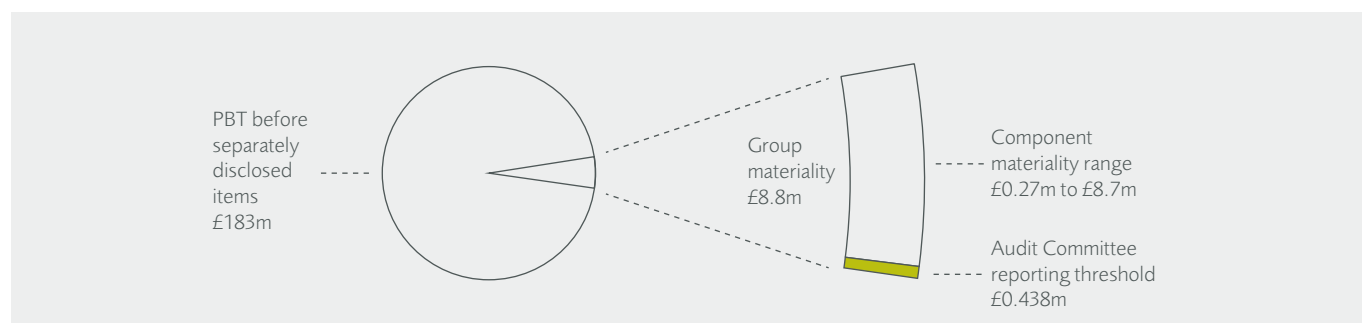 PBT before
separately
disclosed
items
£183m
Group
materiality
£8.8m
Component
materiality range
£0.27m to £8.7m
Audit Committee
reporting threshold
£0.438m